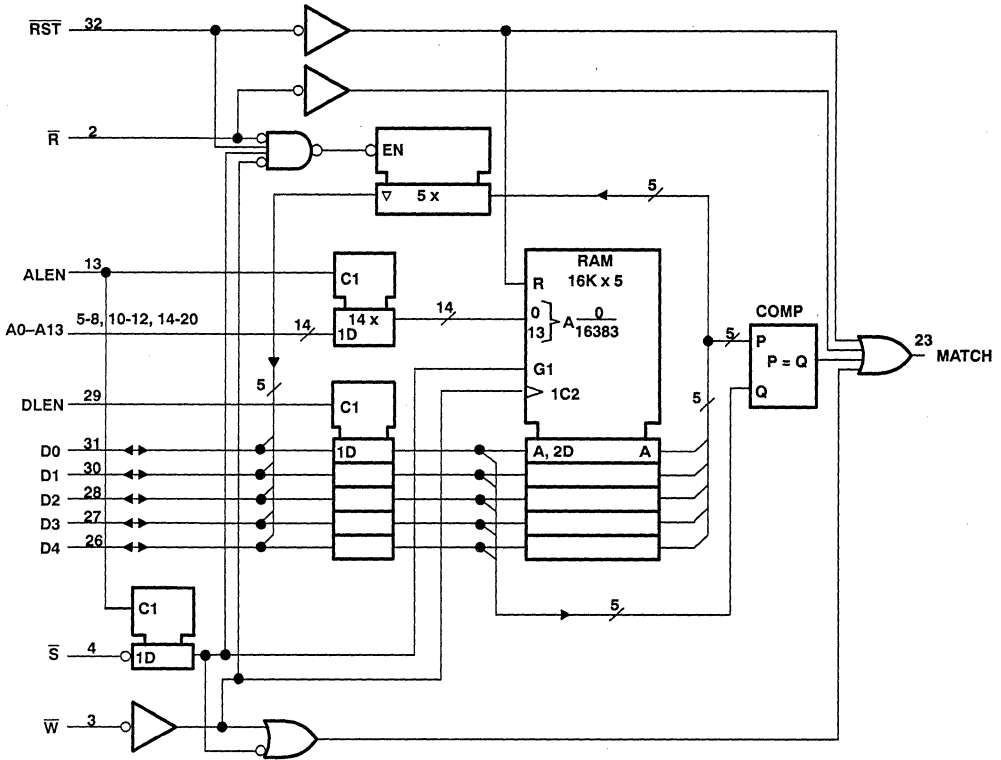 RST 32
R 2
EN
5 x
5
ALEN 13
C1
A0–A13 5-8, 10-12, 14-20
14
14 x
1D
14
RAM
16K x 5
R
0
13
A 0
16383
G1
1C2
COMP
5
P
P = Q
Q
23
MATCH
5
DLEN 29
C1
5
D0 31
1D
A, 2D A
D1 30
D2 28
D3 27
D4 26
C1
5
S 4
1D
W 3